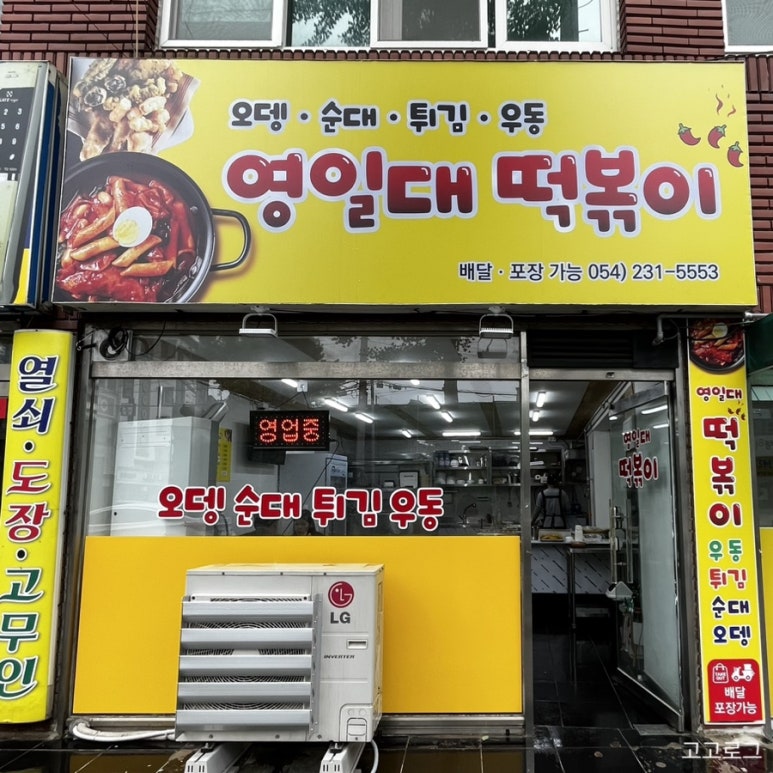 오뎅·순대·튀김·우동
영일대 떡볶이
배달·포장 가능 054) 231-5553
열쇠·도장·고무인
영업중
오뎅 순대 튀김 우동
LG
INVERTER
영일대
떡볶이
영일대
떡볶이
우동
튀김
순대
오뎅
TAKE OUT
배달
포장가능
고고로그